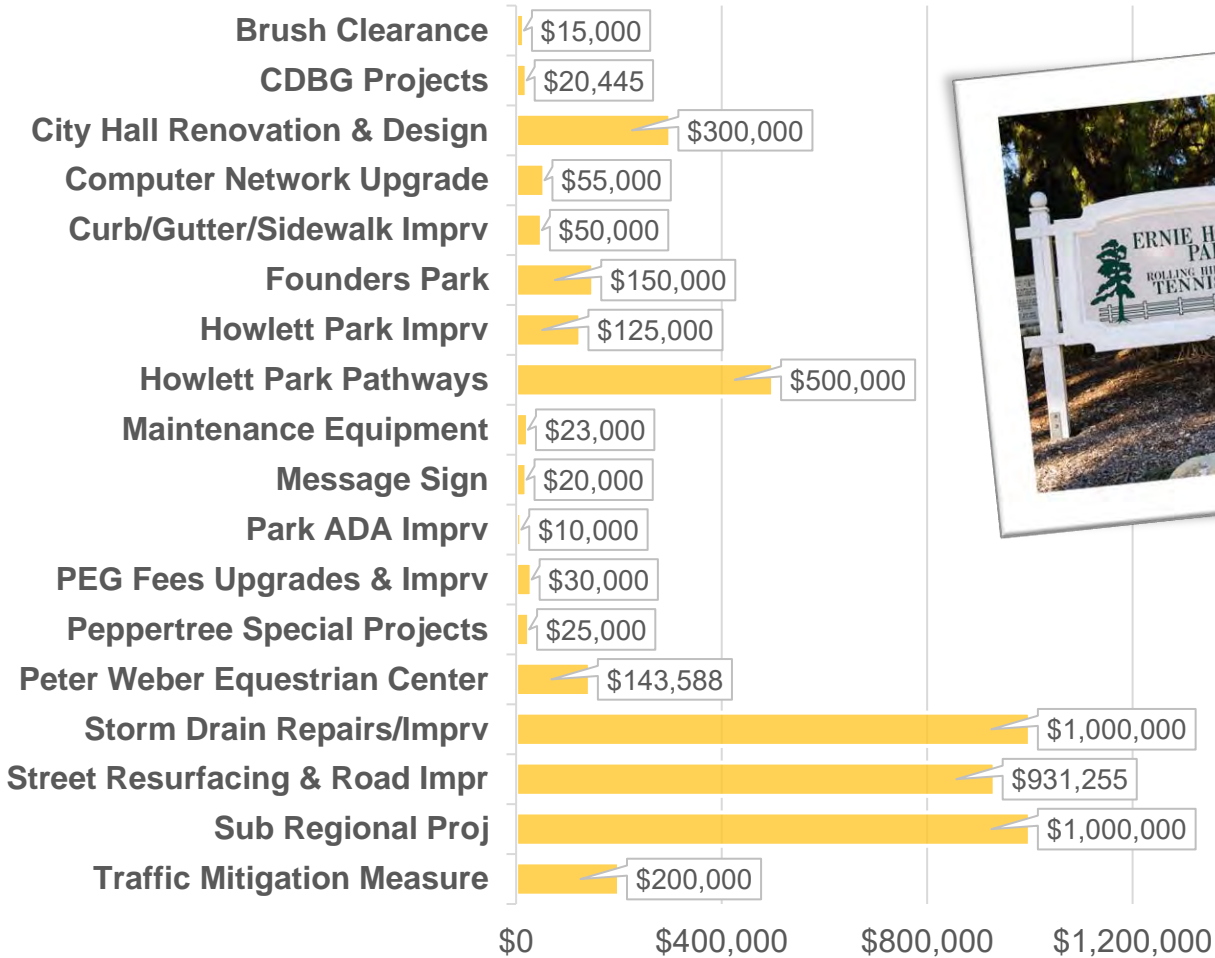 Brush Clearance $15,000
CDBG Projects $20,445
City Hall Renovation & Design $300,000
Computer Network Upgrade $55,000
Curb/Gutter/Sidewalk Imprv $50,000
Founders Park $150,000
Howlett Park Imprv $125,000
Howlett Park Pathways $500,000
Maintenance Equipment $23,000
Message Sign $20,000
Park ADA Imprv $10,000
PEG Fees Upgrades & Imprv $30,000
Peppertree Special Projects $25,000
Peter Weber Equestrian Center $143,588
Storm Drain Repairs/Imprv $1,000,000
Street Resurfacing & Road Impr $931,255
Sub Regional Proj $1,000,000
Traffic Mitigation Measure $200,000
$0 $400,000 $800,000 $1,200,000
ERNIE
ROLLING